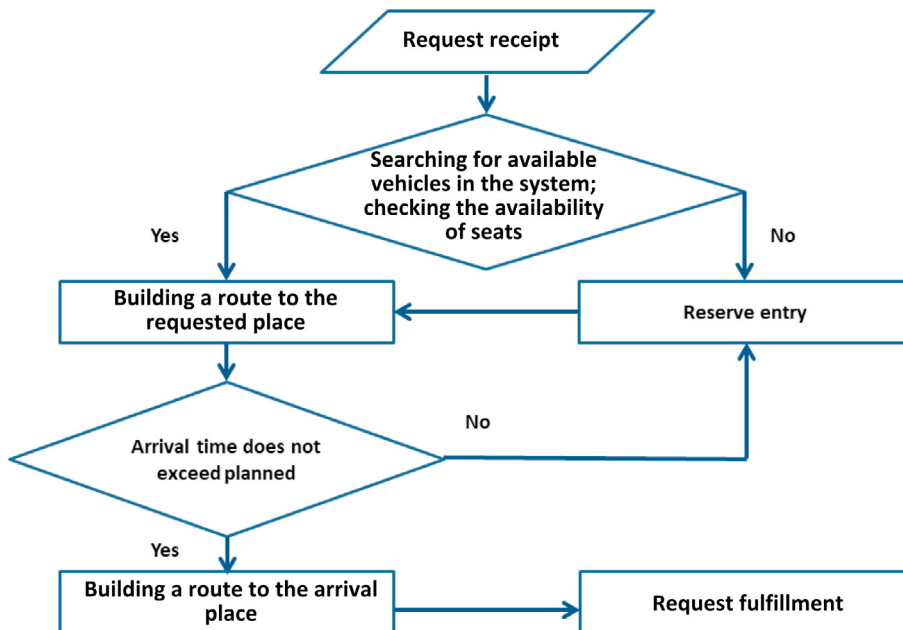 Request receipt
Searching for available
vehicles in the system;
checking the availability
of seats
Yes
No
Building a route to the
requested place
Reserve entry
Arrival time does not
exceed planned
No
Yes
Building a route to the arrival
place
Request fulfillment